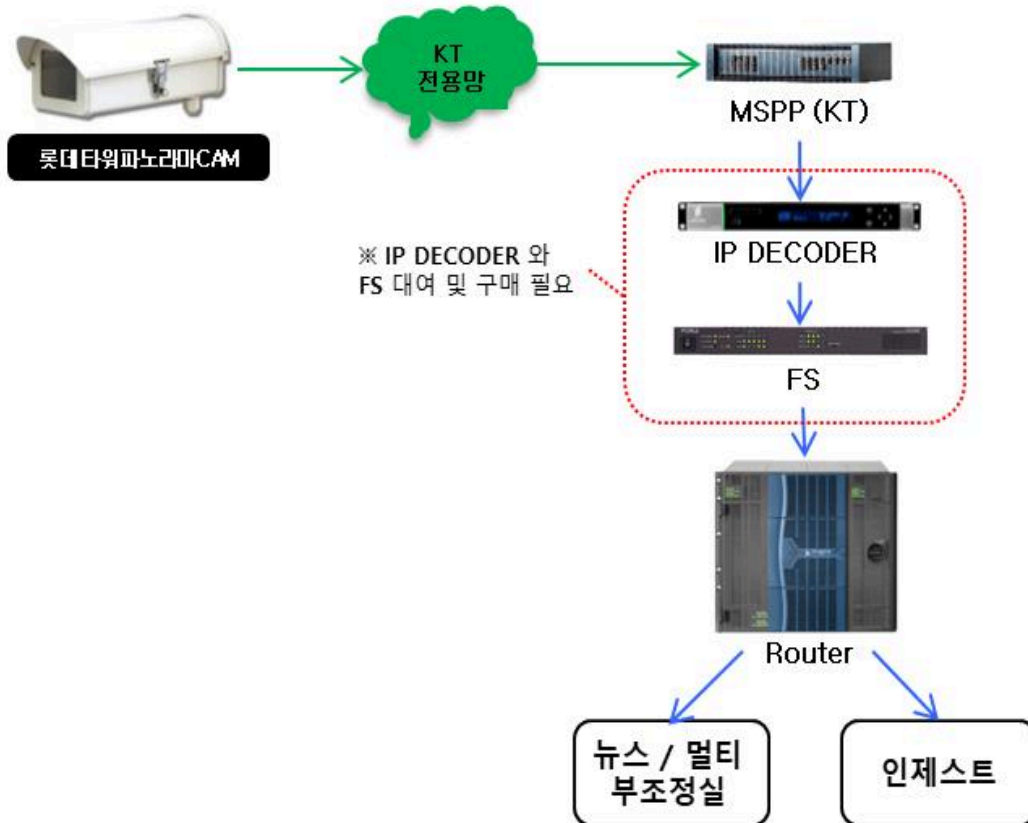 KT
전용망
MSPP (KT)
롯데타워파노라마CAM
IP DECODER
※ IP DECODER 와
FS 대여 및 구매 필요
FS
Router
뉴스 / 멀티
부조정실
인제스트